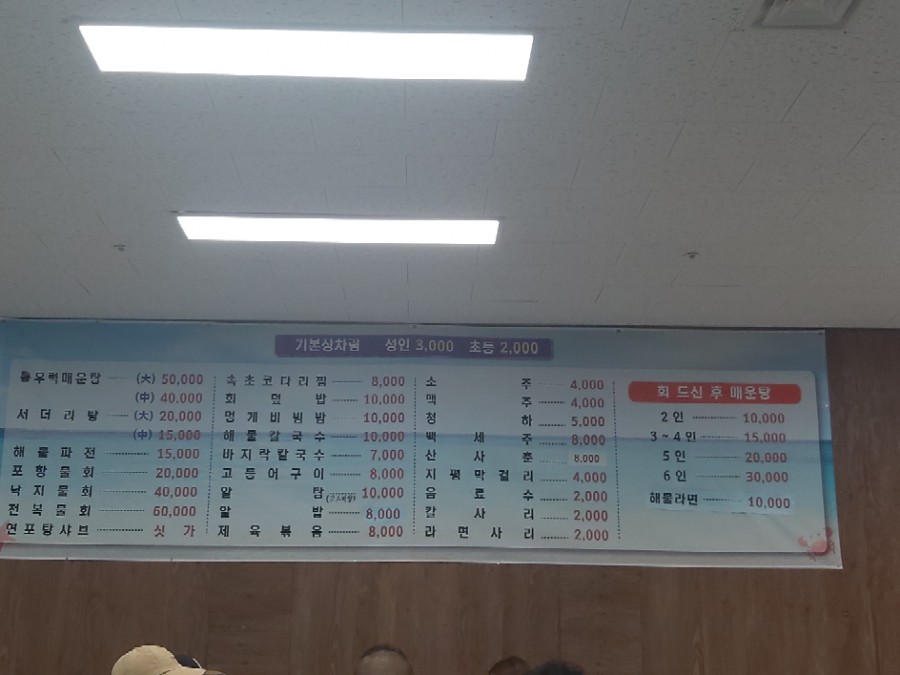 기본상차림 성인 3,000 초등 2,000
통우럭매운탕 (大) 50,000
(中) 40,000
서더리탕 (大) 20,000
(中) 15,000
해물파전 15,000
포항물회 20,000
낙지물회 40,000
전복물회 60,000
연포탕샤브 싯가
속초코다리찜 8,000
회덮밥 10,000
멍게비빔밥 10,000
해물칼국수 10,000
바지락칼국수 7,000
고등어구이 8,000
알탕 10,000
알밥 8,000
제육볶음 8,000
소주 4,000
맥주 4,000
청하 5,000
백세주 8,000
산사춘 8,000
지평막걸리 4,000
음료수 2,000
칼사리 2,000
라면사리 2,000
회 드신 후 매운탕
2인 10,000
3~4인 15,000
5인 20,000
6인 30,000
해물라면 10,000